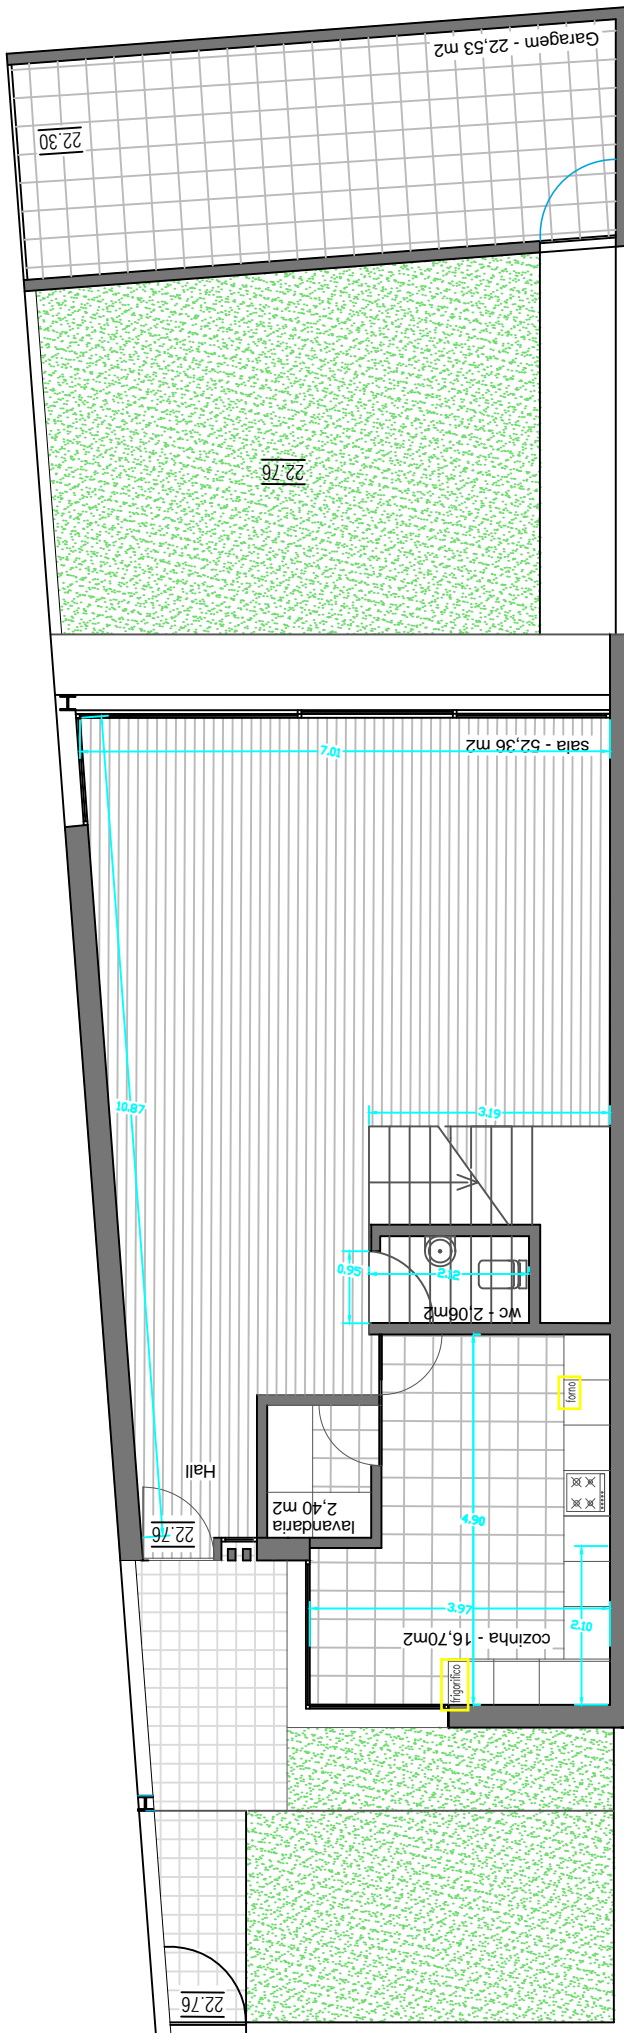 Garagem - 22,53 m2
22.30
22.76
sala - 52,36 m2
7.01
10.87
3.19
0.95
2.12
wc - 2,06m2
forno
Hall
22.76
lavandaria
2,40 m2
4.90
3.97
2.10
cozinha - 16,70m2
frigorifico
22.76